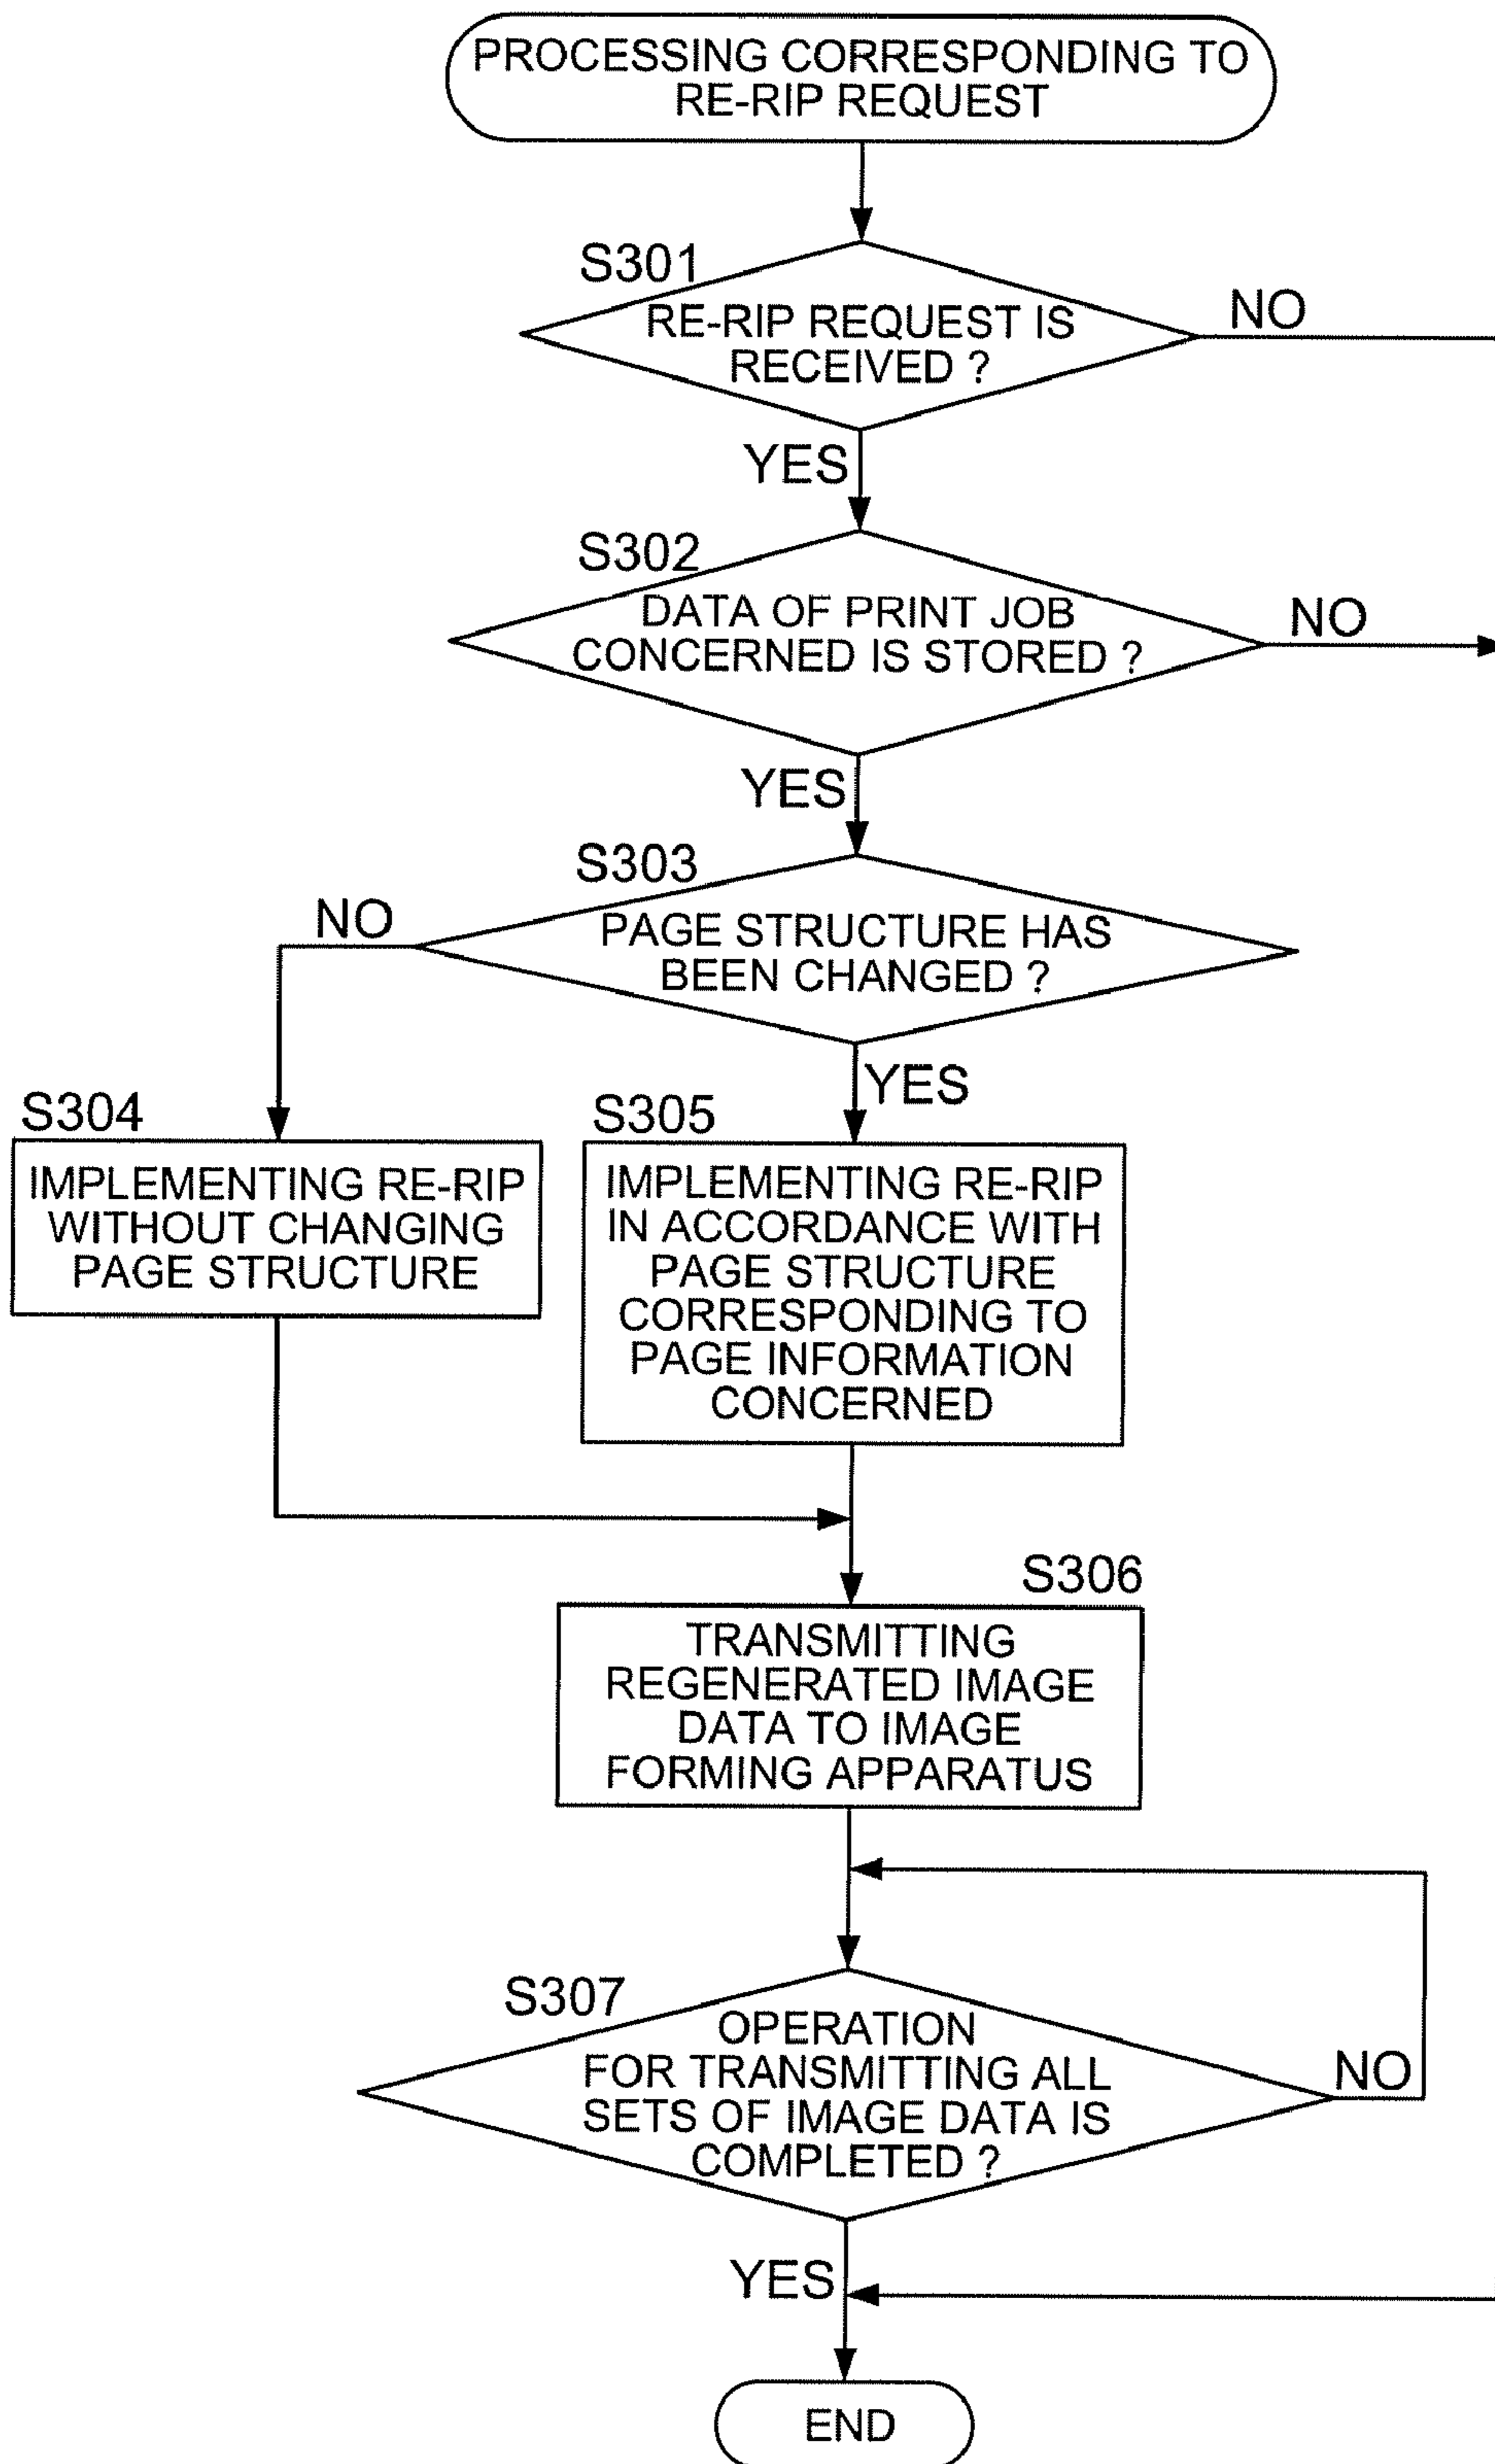 PROCESSING CORRESPONDING TO
RE-RIP REQUEST
S301
RE-RIP REQUEST IS
RECEIVED ?
NO
YES
S302
DATA OF PRINT JOB
CONCERNED IS STORED ?
NO
YES
S303
PAGE STRUCTURE HAS
BEEN CHANGED ?
NO
YES
S304
IMPLEMENTING RE-RIP
WITHOUT CHANGING
PAGE STRUCTURE
S305
IMPLEMENTING RE-RIP
IN ACCORDANCE WITH
PAGE STRUCTURE
CORRESPONDING TO
PAGE INFORMATION
CONCERNED
S306
TRANSMITTING
REGENERATED IMAGE
DATA TO IMAGE
FORMING APPARATUS
S307
OPERATION
FOR TRANSMITTING ALL
SETS OF IMAGE DATA IS
COMPLETED ?
NO
YES
END